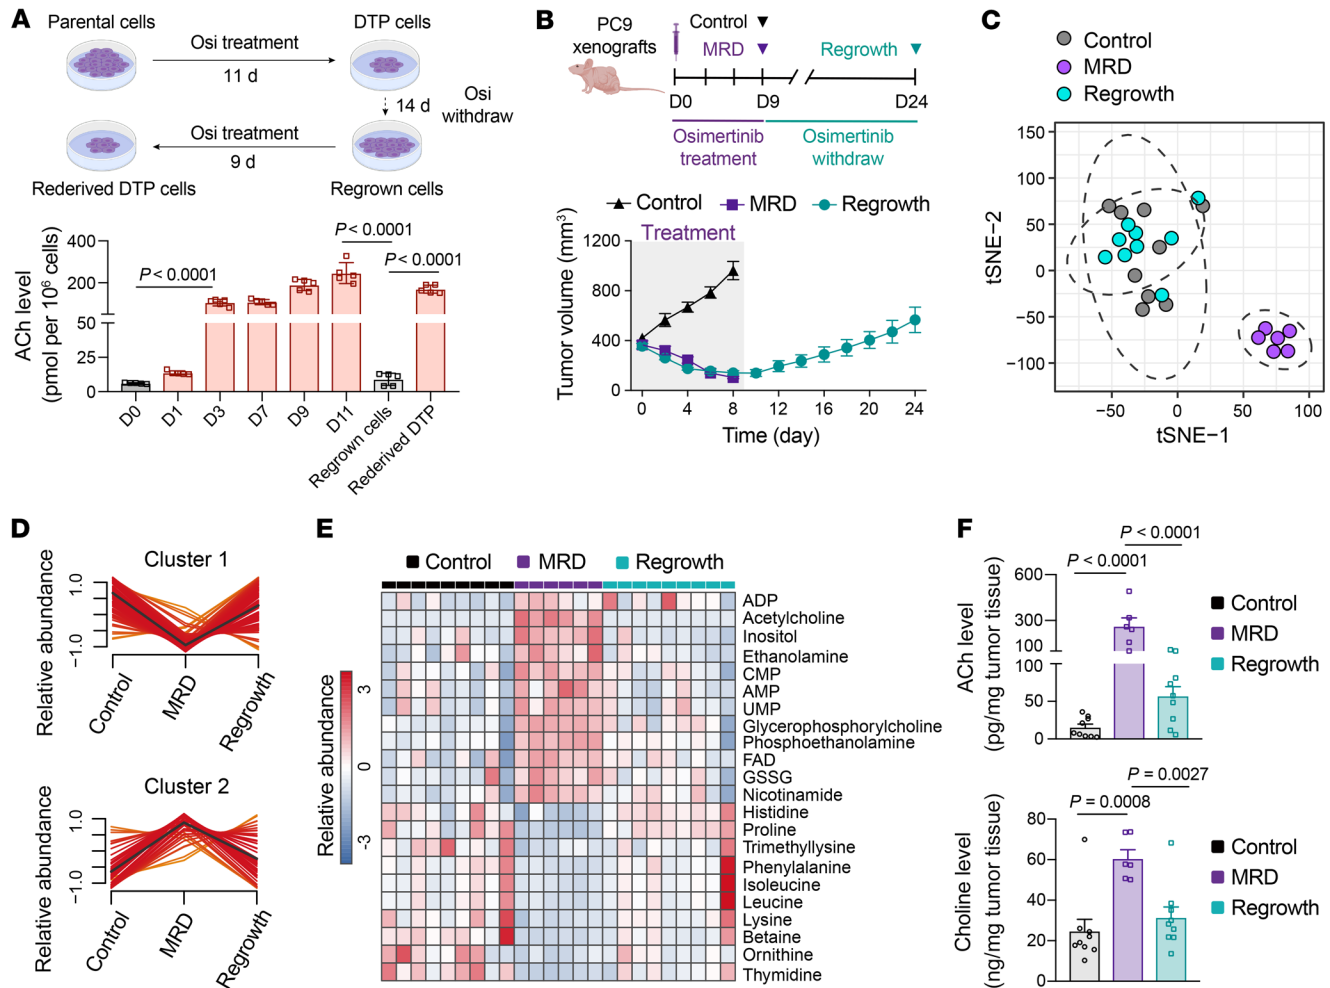 A
Parental cells
DTP cells
Osi treatment
11 d
14 d
Osi
withdraw
Osi treatment
9 d
Rederived DTP cells
Regrown cells
ACh level
(pmol per 10⁶ cells)
400
200
50
25
0
P < 0.0001
P < 0.0001
P < 0.0001
D0
D1
D3
D7
D9
D11
Regrown cells
Rederived DTP
B
PC9
xenografts
Control
MRD
Regrowth
D0
D9
D24
Osimertinib
treatment
Osimertinib
withdraw
Control
MRD
Regrowth
Treatment
Tumor volume (mm³)
1200
800
400
0
0
4
8
12
16
20
24
Time (day)
C
Control
MRD
Regrowth
tSNE-2
150
100
50
0
−50
−100
−50
0
50
100
tSNE−1
D
Cluster 1
Relative abundance
1.0
−1.0
Control
MRD
Regrowth
Cluster 2
Relative abundance
1.0
−1.0
Control
MRD
Regrowth
E
Control
MRD
Regrowth
Relative abundance
3
0
-3
ADP
Acetylcholine
Inositol
Ethanolamine
CMP
AMP
UMP
Glycerophosphorylcholine
Phosphoethanolamine
FAD
GSSG
Nicotinamide
Histidine
Proline
Trimethyllysine
Phenylalanine
Isoleucine
Leucine
Lysine
Betaine
Ornithine
Thymidine
F
P < 0.0001
P < 0.0001
ACh level
(pg/mg tumor tissue)
600
300
100
100
50
0
Control
MRD
Regrowth
P = 0.0027
P = 0.0008
Choline level
(ng/mg tumor tissue)
80
60
40
20
0
Control
MRD
Regrowth